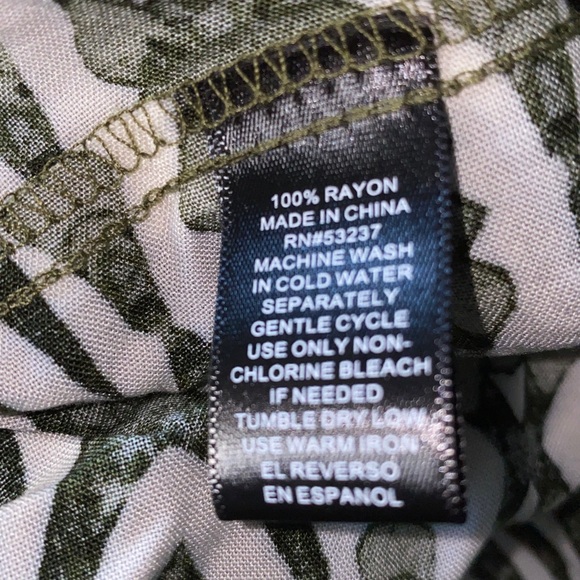 100% RAYON
MADE IN CHINA
RN#53237
MACHINE WASH
IN COLD WATER
SEPARATELY
GENTLE CYCLE
USE ONLY NON-
CHLORINE BLEACH
IF NEEDED
TUMBLE DRY LOW
USE WARM IRON
EL REVERSO
EN ESPANOL